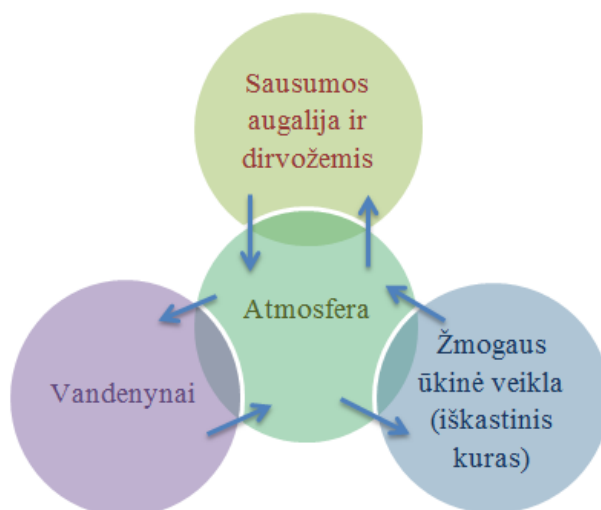 Sausumos
augalija ir
dirvožemis
Atmosfera
Vandenynai
Žmogaus
ūkinė veikla
(iškastinis
kuras)